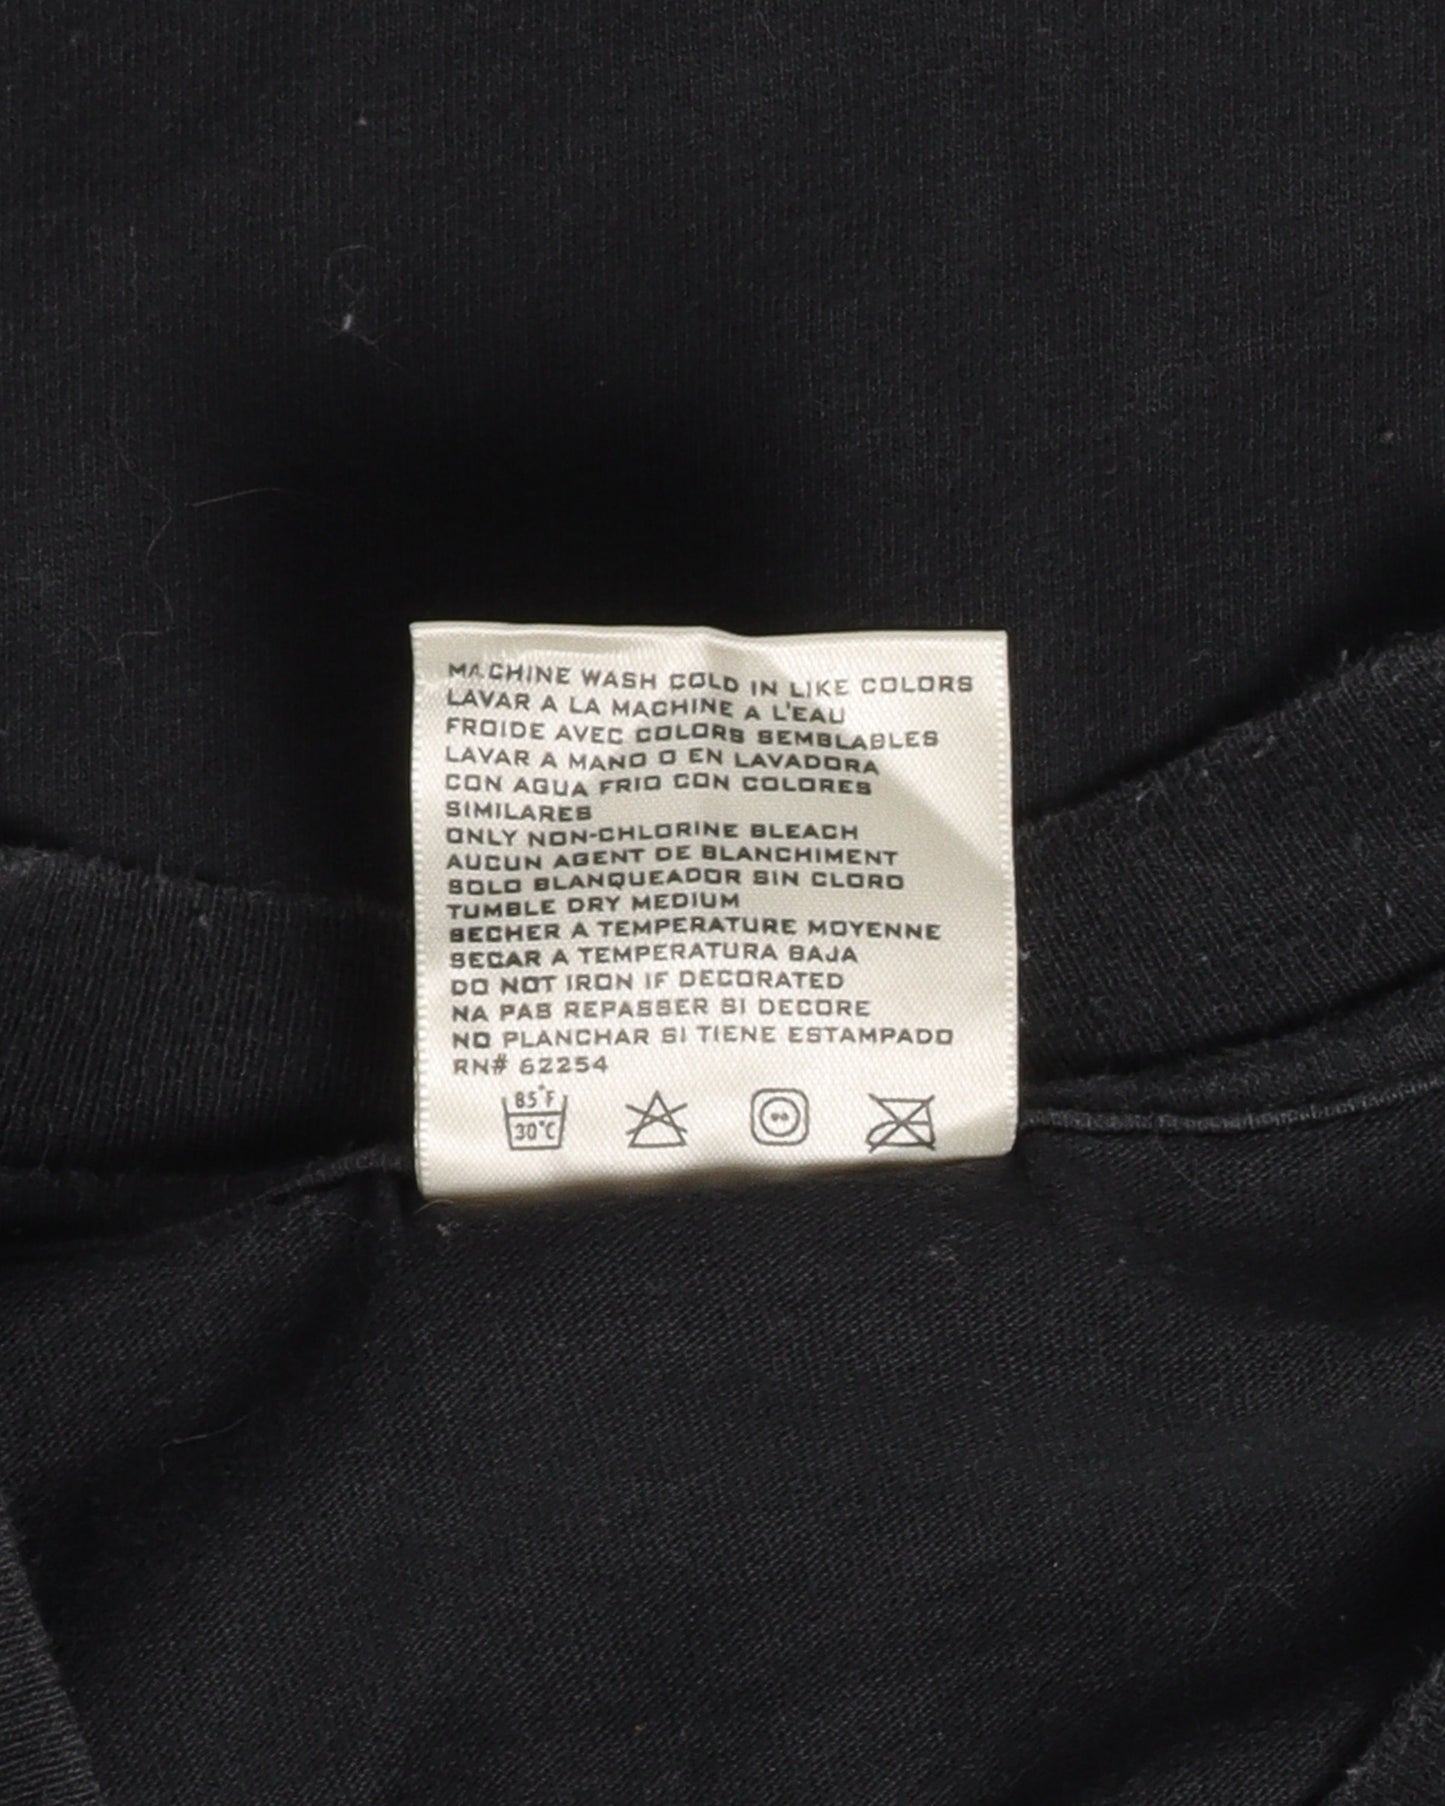 MACHINE WASH COLD IN LIKE COLORS
LAVAR A LA MACHINE A L'EAU
FROIDE AVEC COLORS SEMBLABLES
LAVAR A MANO O EN LAVADORA
CON AGUA FRIO CON COLORES
SIMILARES
ONLY NON-CHLORINE BLEACH
AUCUN AGENT DE BLANCHIMENT
SOLO BLANQUEADOR SIN CLORO
TUMBLE DRY MEDIUM
SECHER A TEMPERATURE MOYENNE
SECAR A TEMPERATURA BAJA
DO NOT IRON IF DECORATED
NA PAS REPASSER SI DECORE
NO PLANCHAR SI TIENE ESTAMPADO
RN# 62254
85°F
30°C